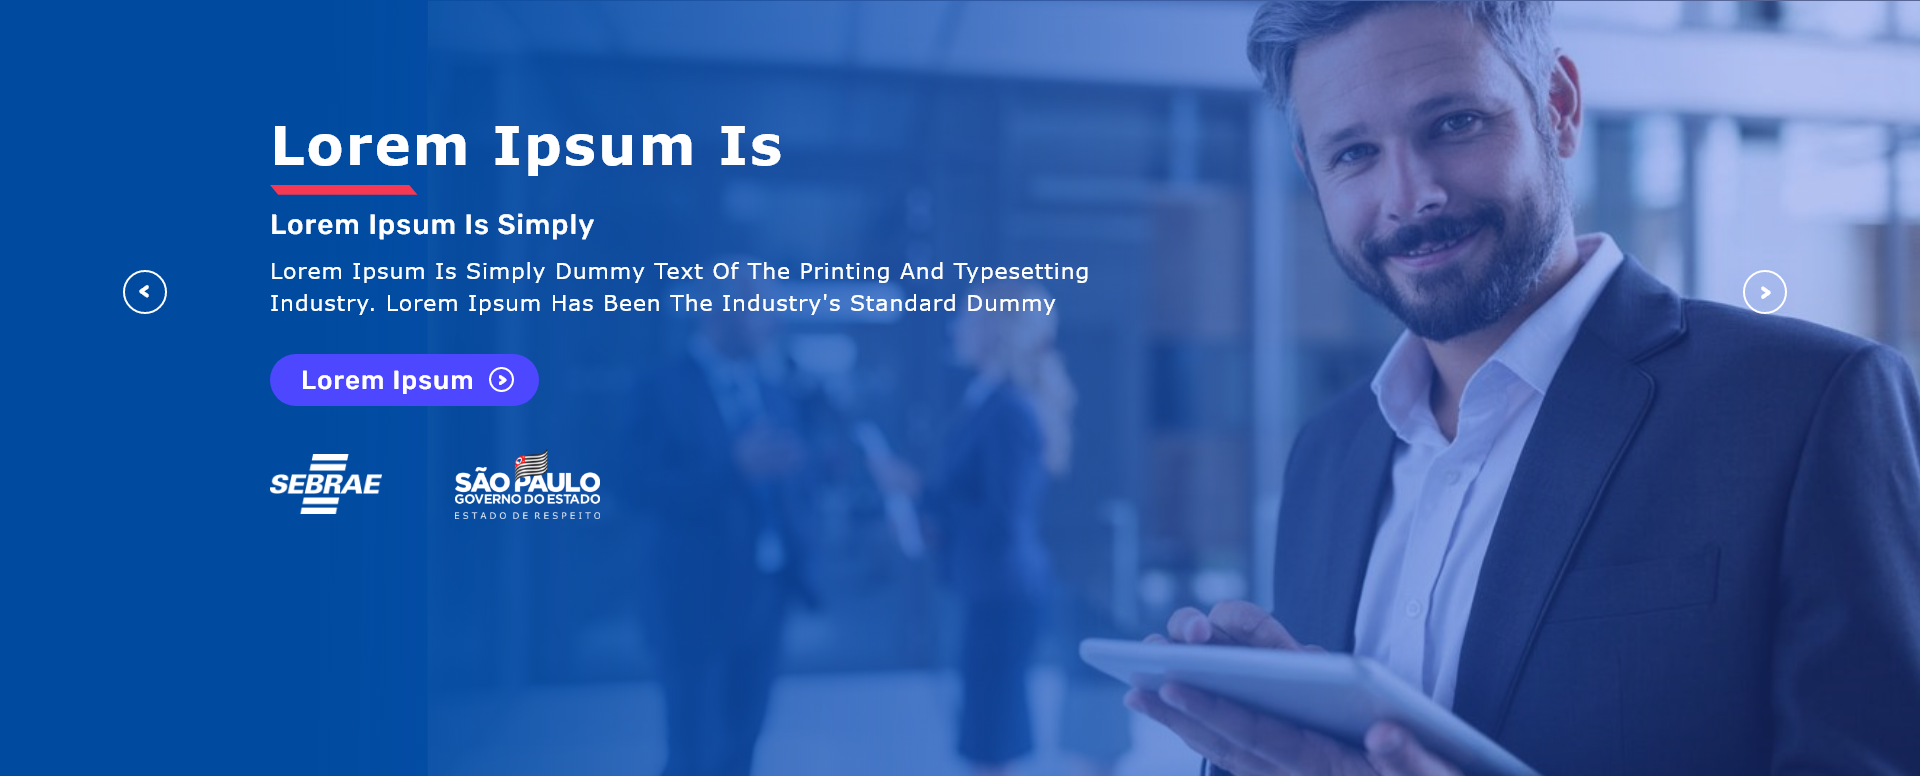 Lorem Ipsum Is
Lorem Ipsum Is Simply
Lorem Ipsum Is Simply Dummy Text Of The Printing And Typesetting
Industry. Lorem Ipsum Has Been The Industry's Standard Dummy
Lorem Ipsum
SEBRAE
SÃO PAULO
GOVERNO DO ESTADO
ESTADO DE RESPEITO